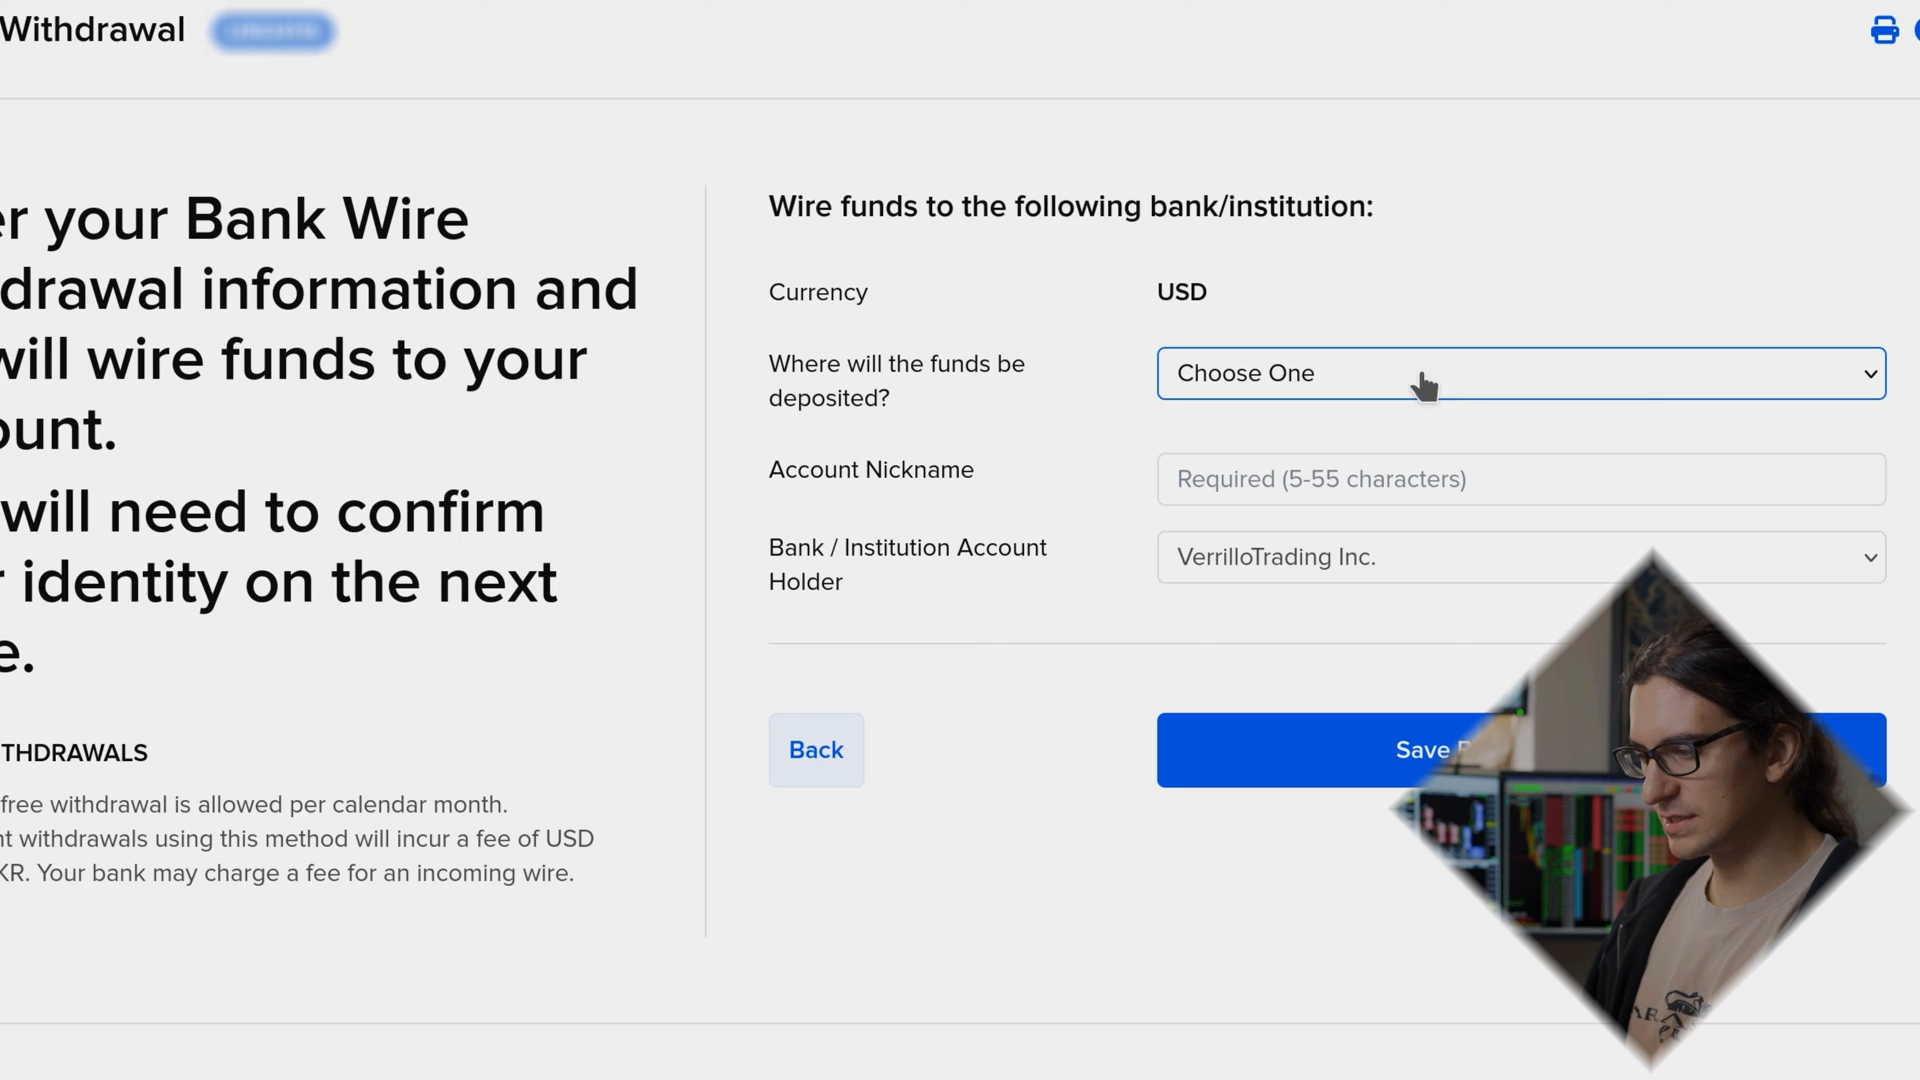 Withdrawal
er your Bank Wire
drawal information and
will wire funds to your
ount.
will need to confirm
r identity on the next
e.
THDRAWALS
free withdrawal is allowed per calendar month.
nt withdrawals using this method will incur a fee of USD
KR. Your bank may charge a fee for an incoming wire.
Wire funds to the following bank/institution:
Currency
USD
Where will the funds be
deposited?
Choose One
Account Nickname
Required (5-55 characters)
Bank / Institution Account
Holder
VerrilloTrading Inc.
Back
Save